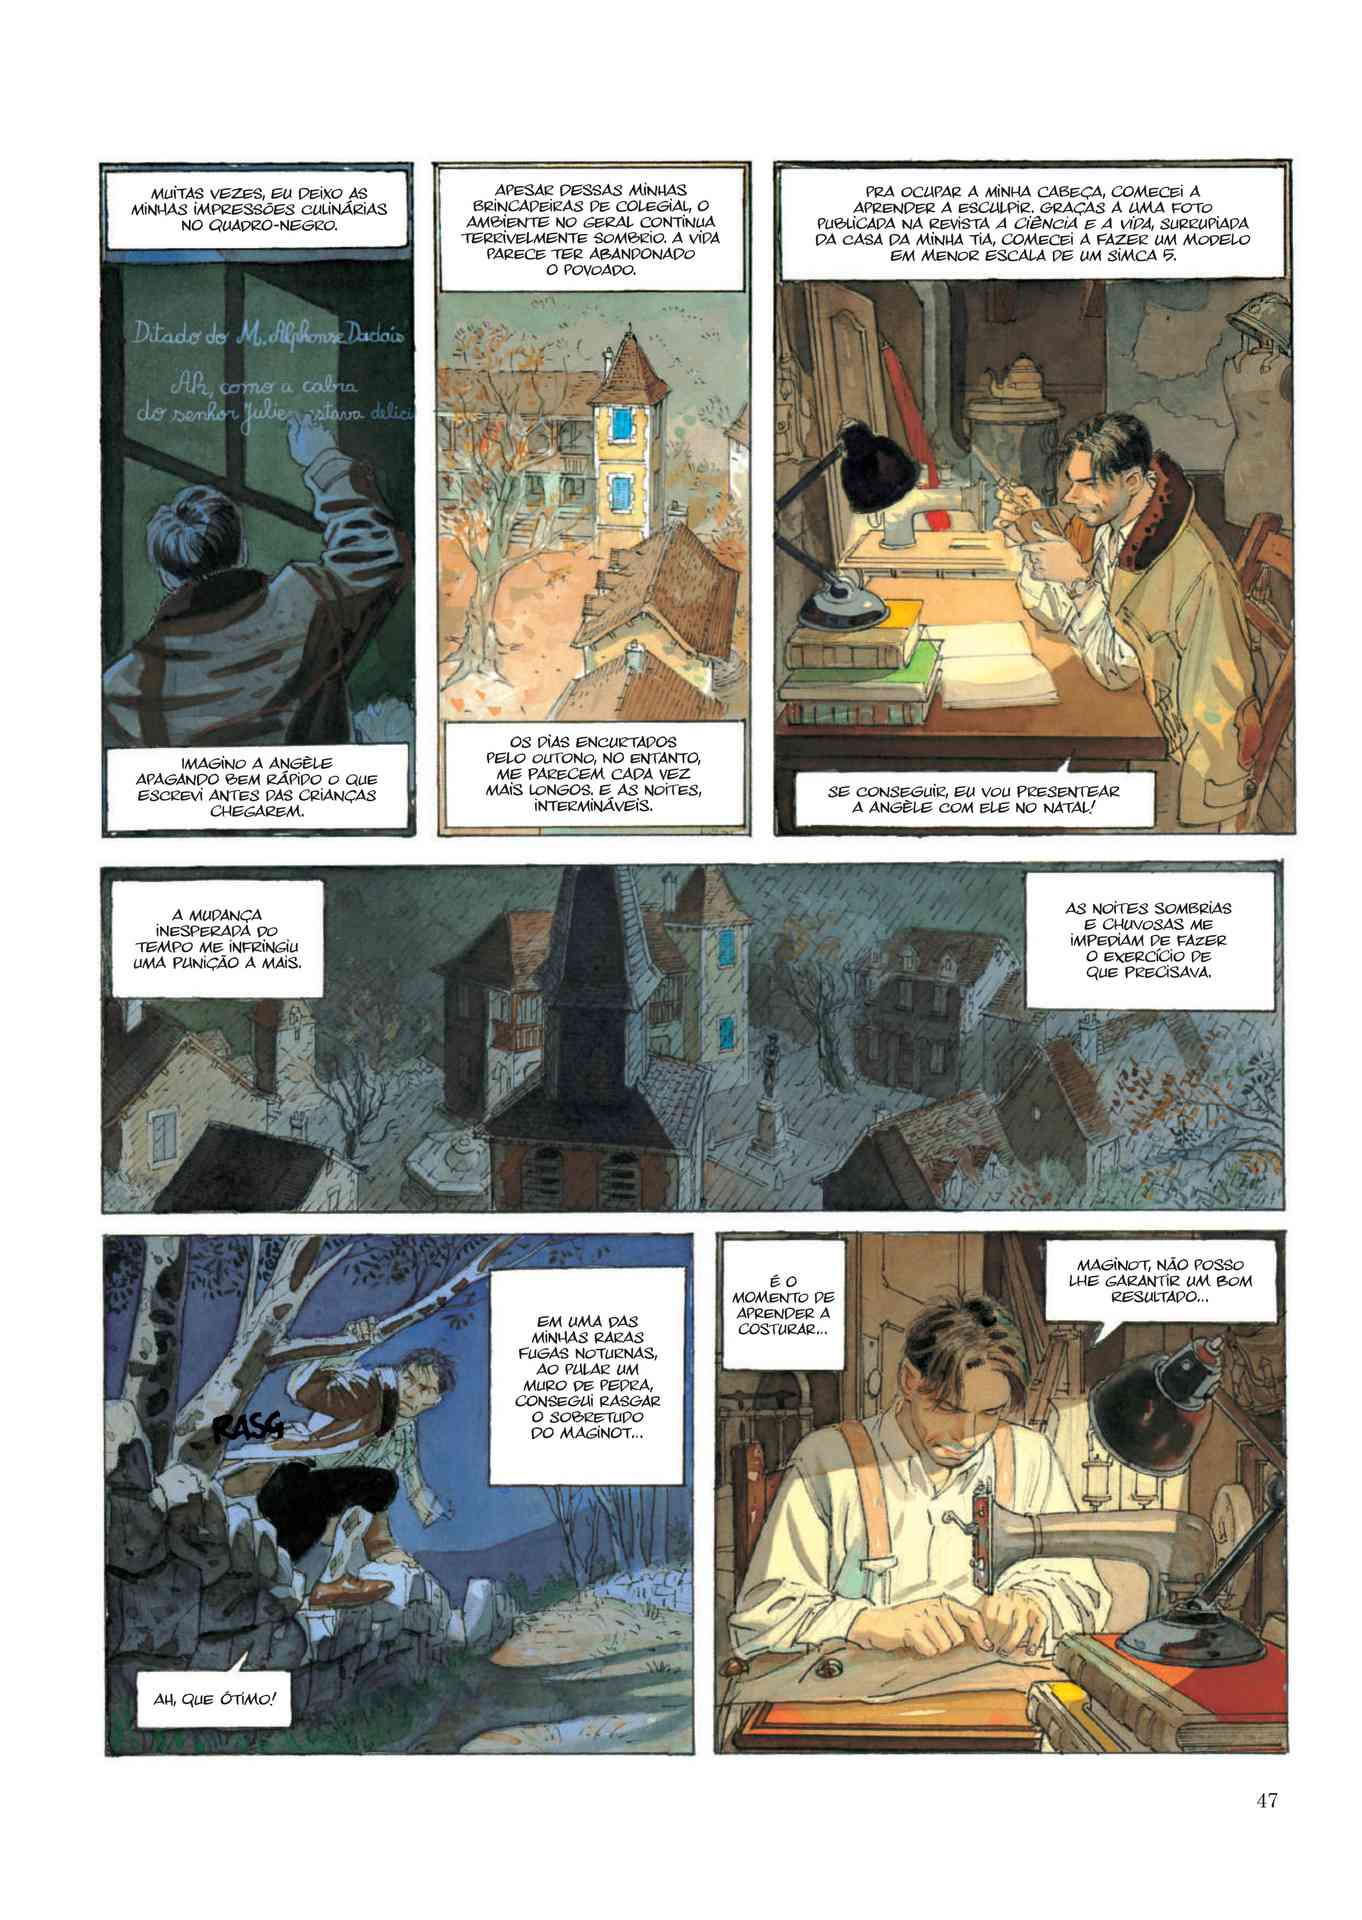 MUITAS VEZES, EU DEIXO AS
MINHAS IMPRESSÕES CULINÁRIAS
NO QUADRO-NEGRO.
Ditado do M. Alphonse Dadais
Ah, como a cabra
do senhor Julie estava delici
IMAGINO A ANGÈLE
APAGANDO BEM RÁPIDO O QUE
ESCREVI ANTES DAS CRIANÇAS
CHEGAREM.
APESAR DESSAS MINHAS
BRINCADEIRAS DE COLEGIAL, O
AMBIENTE NO GERAL CONTINUA
TERRIVELMENTE SOMBRIO. A VIDA
PARECE TER ABANDONADO
O POVOADO.
OS DIAS ENCURTADOS
PELO OUTONO, NO ENTANTO,
ME PARECEM CADA VEZ
MAIS LONGOS. E AS NOITES,
INTERMINÁVEIS.
PRA OCUPAR A MINHA CABEÇA, COMECEI A
APRENDER A ESCULPIR. GRAÇAS A UMA FOTO
PUBLICADA NA REVISTA A CIÊNCIA E A VIDA, SURRUPIADA
DA CASA DA MINHA TIA, COMECEI A FAZER UM MODELO
EM MENOR ESCALA DE UM SIMCA 5.
SE CONSEGUIR, EU VOU PRESENTEAR
A ANGÈLE COM ELE NO NATAL!
A MUDANÇA
INESPERADA DO
TEMPO ME INFRINGIU
UMA PUNIÇÃO A MAIS.
AS NOITES SOMBRIAS
E CHUVOSAS ME
IMPEDIAM DE FAZER
O EXERCÍCIO DE
QUE PRECISAVA.
EM UMA DAS
MINHAS RARAS
FUGAS NOTURNAS,
AO PULAR UM
MURO DE PEDRA,
CONSEGUI RASGAR
O SOBRETUDO
DO MAGINOT...
RASG
AH, QUE ÓTIMO!
É O
MOMENTO DE
APRENDER A
COSTURAR...
MAGINOT, NÃO POSSO
LHE GARANTIR UM BOM
RESULTADO...
47